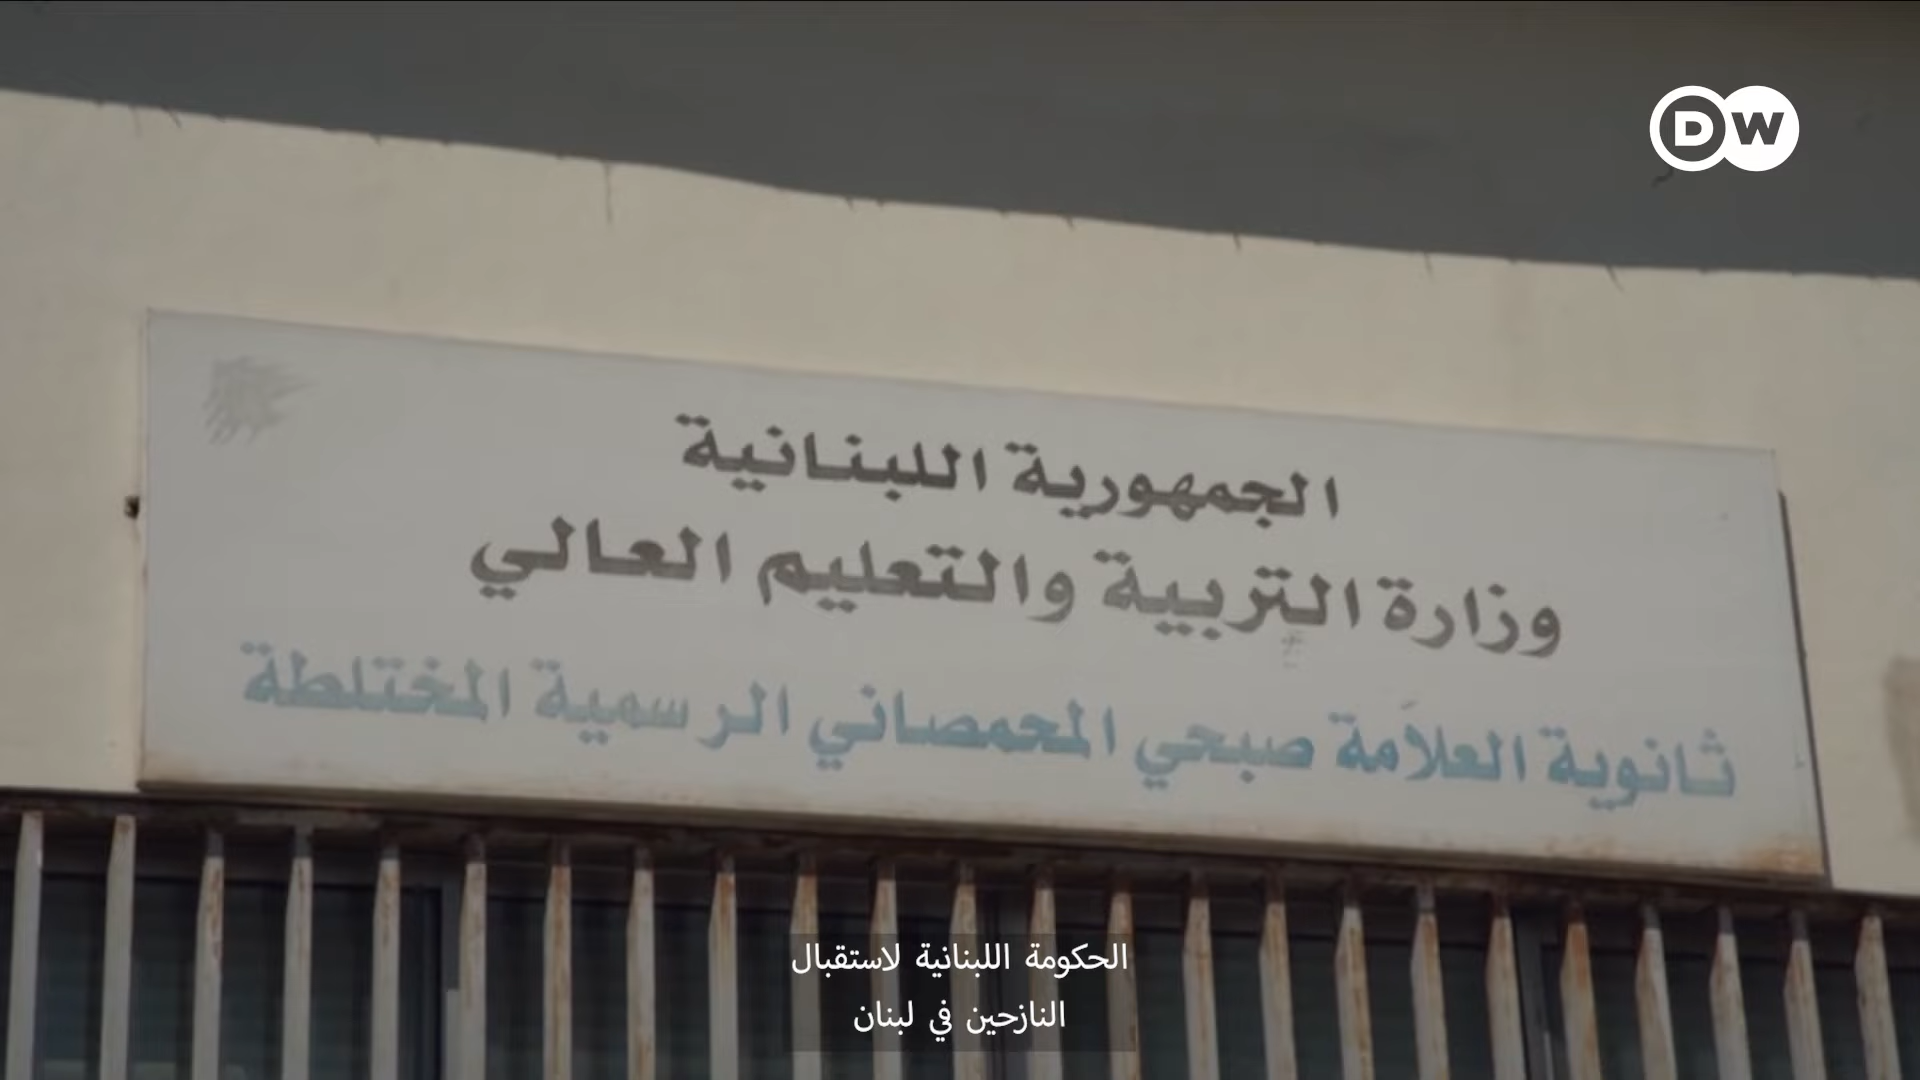 DW
الجمهورية اللبنانية
وزارة التربية والتعليم العالي
ثانوية العلاّمة صبحي المحمصاني الرسمية المختلطة
الحكومة اللبنانية لاستقبال
النازحين في لبنان